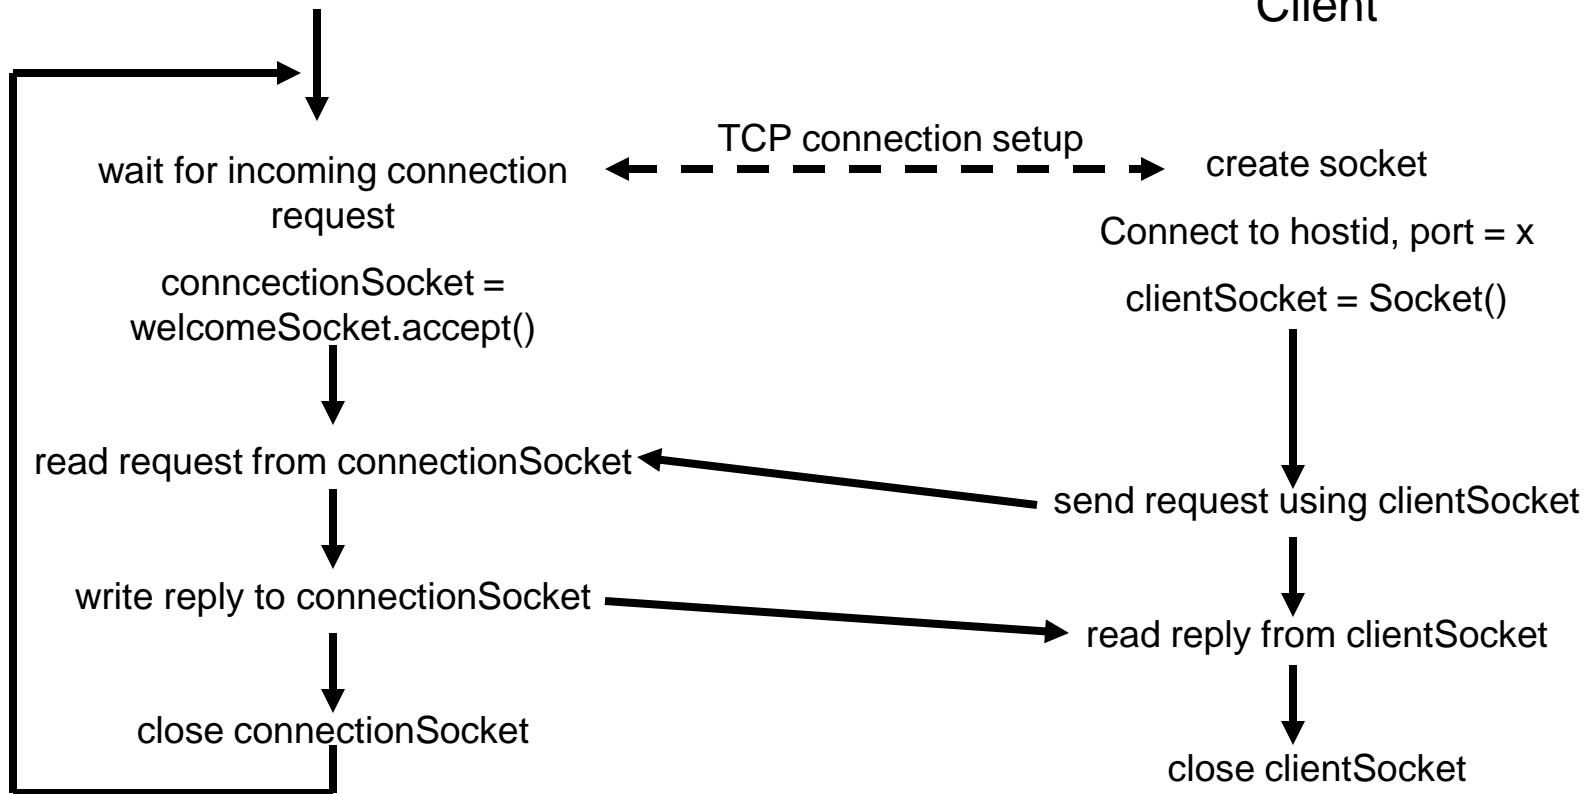 Client
TCP connection setup
wait for incoming connection
request
create socket
Connect to hostid, port = x
conncectionSocket =
welcomeSocket.accept()
clientSocket = Socket()
read request from connectionSocket
send request using clientSocket
write reply to connectionSocket
read reply from clientSocket
close connectionSocket
close clientSocket